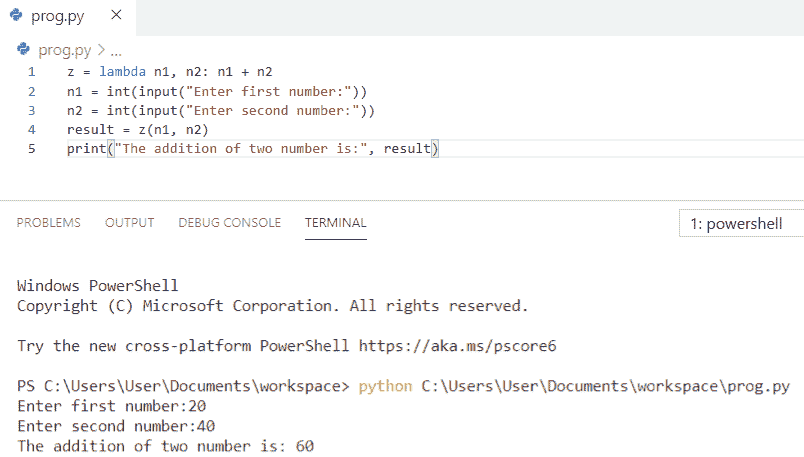 prog.py ×
prog.py > ...
1 z = lambda n1, n2: n1 + n2
2 n1 = int(input("Enter first number:"))
3 n2 = int(input("Enter second number:"))
4 result = z(n1, n2)
5 print("The addition of two number is:", result)
PROBLEMS OUTPUT DEBUG CONSOLE TERMINAL 1: powershell
Windows PowerShell
Copyright (C) Microsoft Corporation. All rights reserved.
Try the new cross-platform PowerShell https://aka.ms/pscore6
PS C:\Users\User\Documents\workspace> python C:\Users\User\Documents\workspace\prog.py
Enter first number:20
Enter second number:40
The addition of two number is: 60